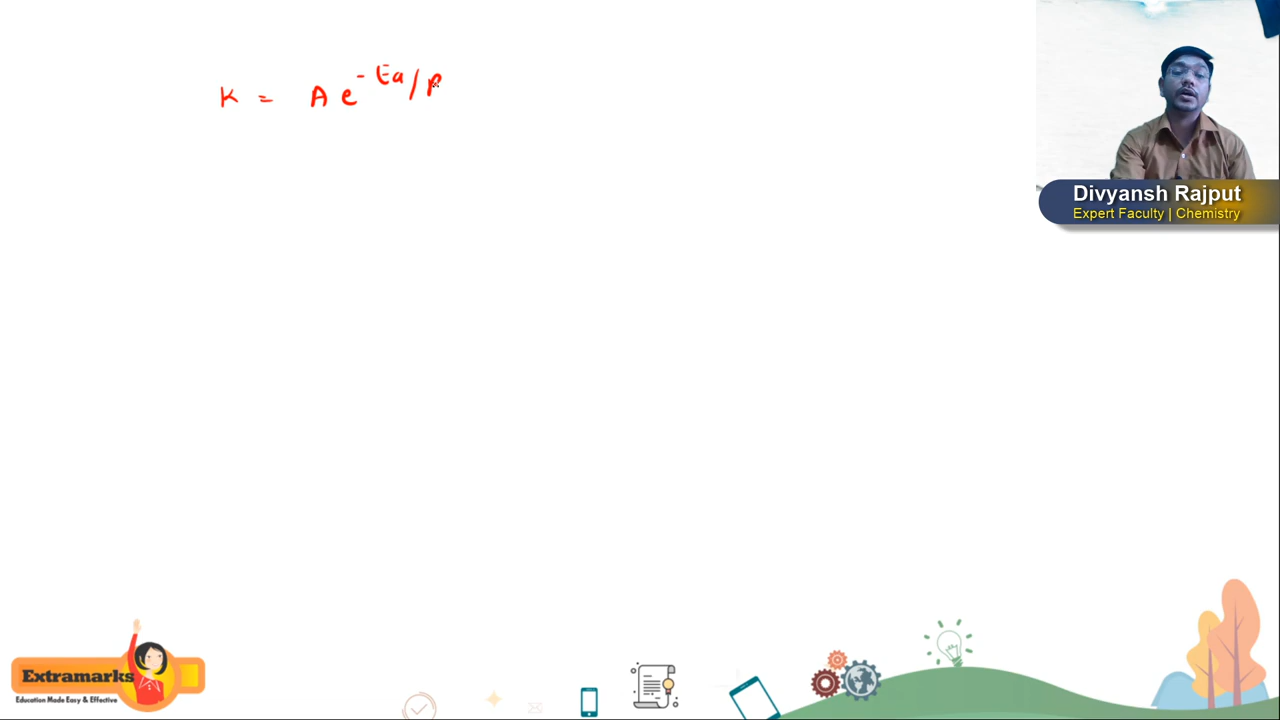 K = A e^-Ea/R
Divyansh Rajput
Expert Faculty | Chemistry
Extramarks
Education Made Easy & Effective